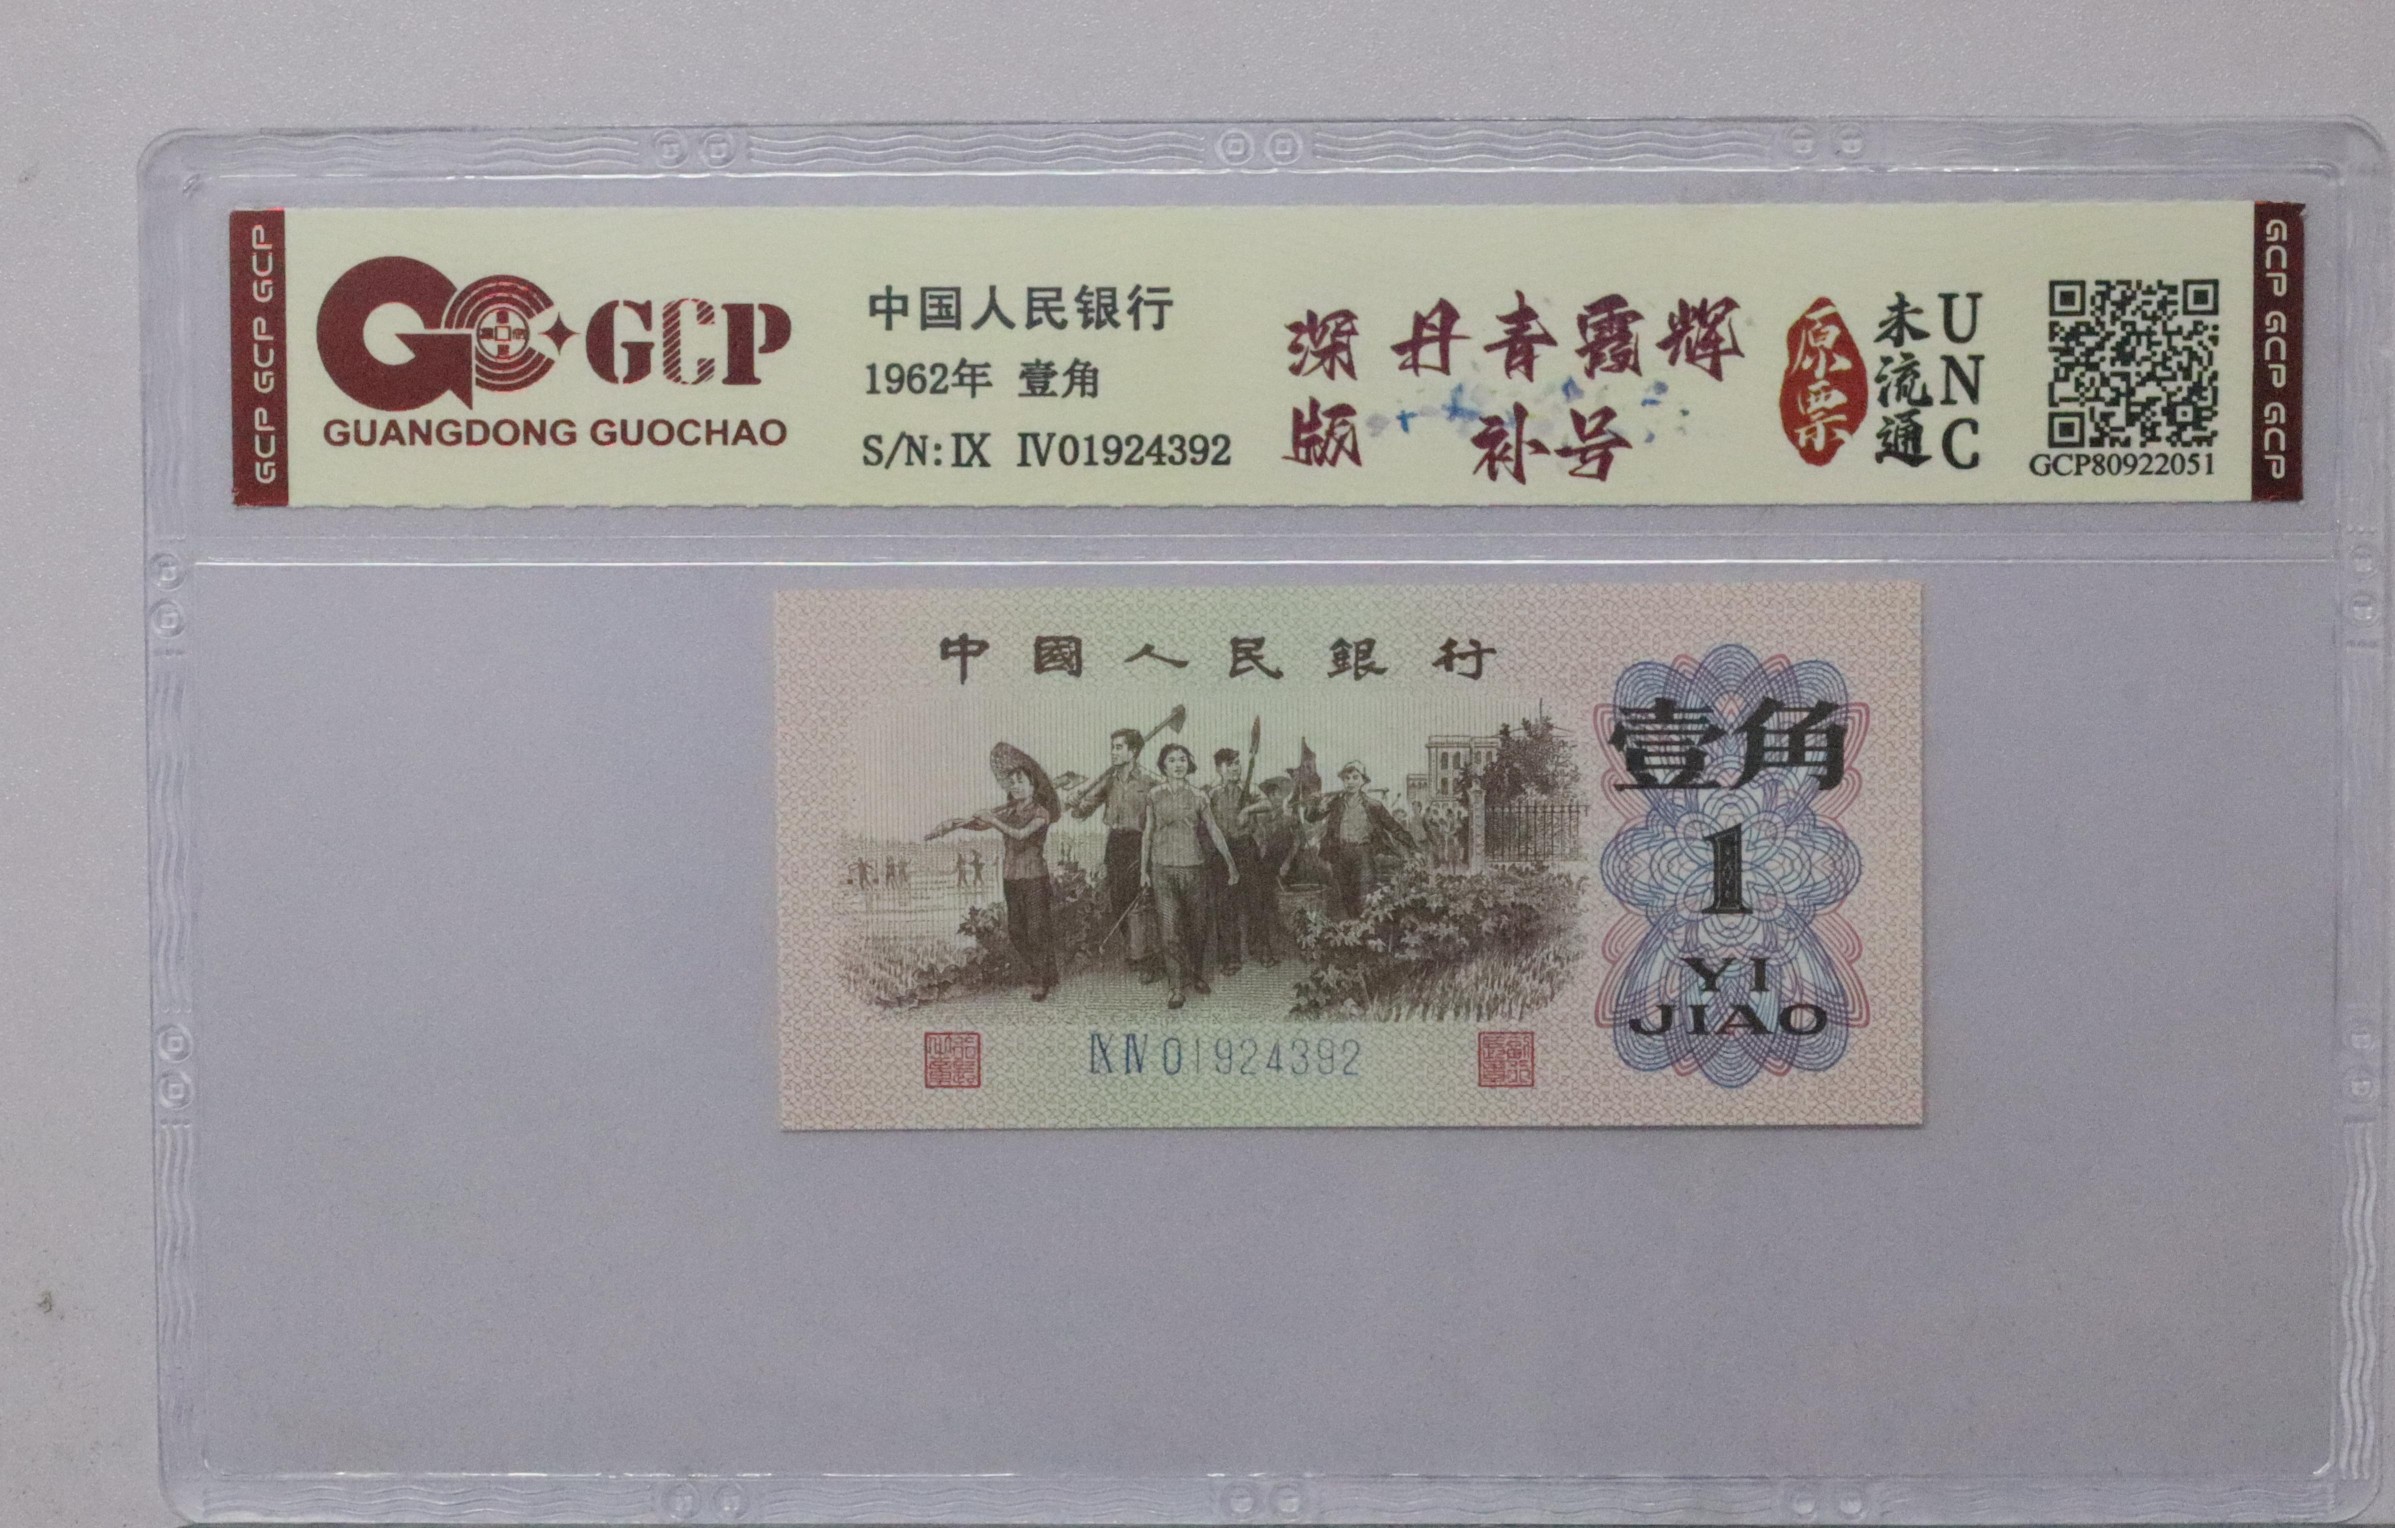 GCP GCP GCP
GCP
GUANGDONG GUOCHAO
中国人民银行
1962年 壹角
S/N:Ⅸ Ⅳ01924392
深丹青霞辉
版 补号
原票
未流通
UNC
GCP80922051
GCP GCP GCP
中國人民銀行
壹角
1
YI
JIAO
ⅨⅣ01924392